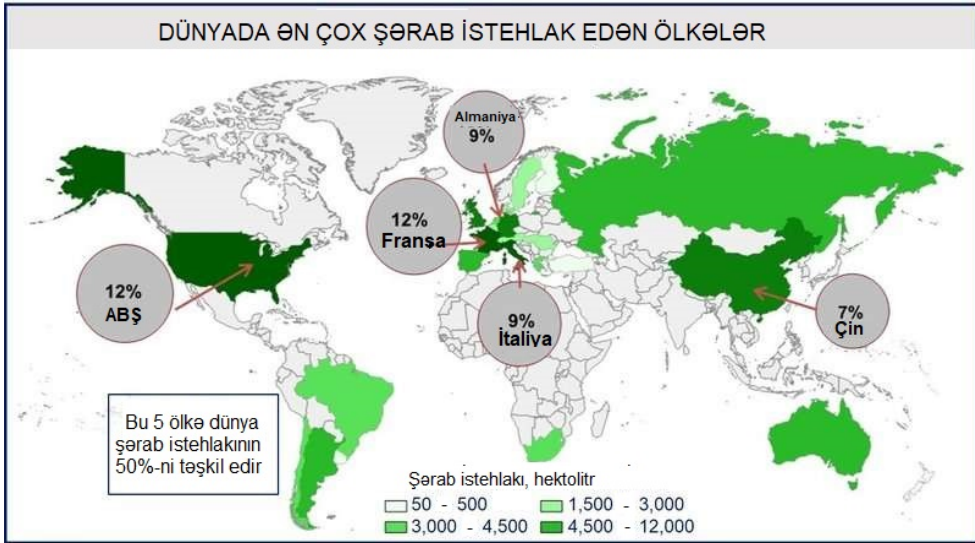 DÜNYADA ƏN ÇOX ŞƏRAB İSTEHLAK EDƏN ÖLKƏLƏR
Almaniya
9%
12%
Franşa
12%
ABŞ
9%
İtaliya
7%
Çin
Bu 5 ölkə dünya
şərab istehlakının
50%-ni təşkil edir
Şərab istehlakı, hektolitr
50 - 500
1,500 - 3,000
3,000 - 4,500
4,500 - 12,000